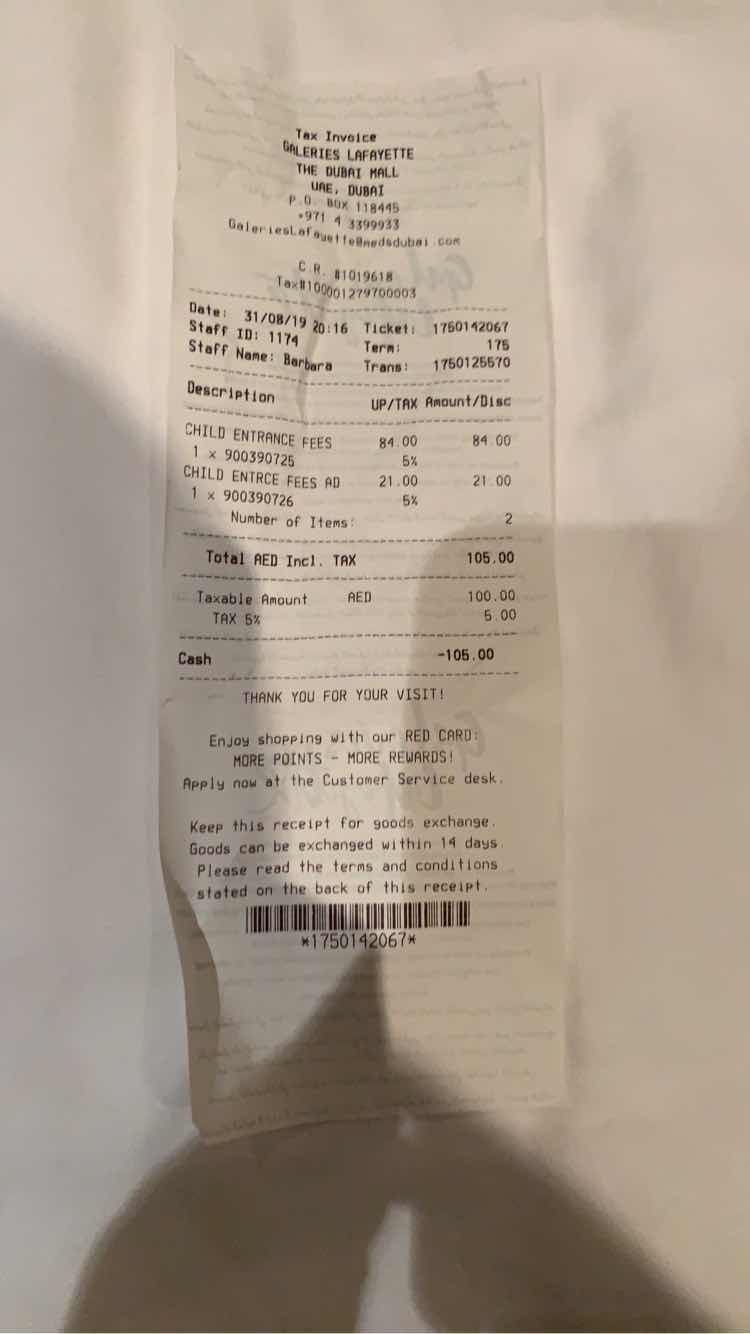 Tax Invoice
GALERIES LAFAYETTE
THE DUBAI MALL
UAE, DUBAI
P.O. BOX 118445
+971 4 3399933
GaleriesLafayette@medsdubai.com
C.R. #1019618
Tax#100001279700003
Date: 31/08/19 20:16 Ticket: 1750142067
Staff ID: 1174 Term: 175
Staff Name: Barbara Trans: 1750125570
Description UP/TAX Amount/Disc
CHILD ENTRANCE FEES 84.00 84.00
1 x 900390725 5%
CHILD ENTRCE FEES AD 21.00 21.00
1 x 900390726 5%
Number of Items: 2
Total AED Incl. TAX 105.00
Taxable Amount AED 100.00
TAX 5% 5.00
Cash -105.00
THANK YOU FOR YOUR VISIT!
Enjoy shopping with our RED CARD:
MORE POINTS - MORE REWARDS!
Apply now at the Customer Service desk.
Keep this receipt for goods exchange.
Goods can be exchanged within 14 days.
Please read the terms and conditions
stated on the back of this receipt.
*1750142067*